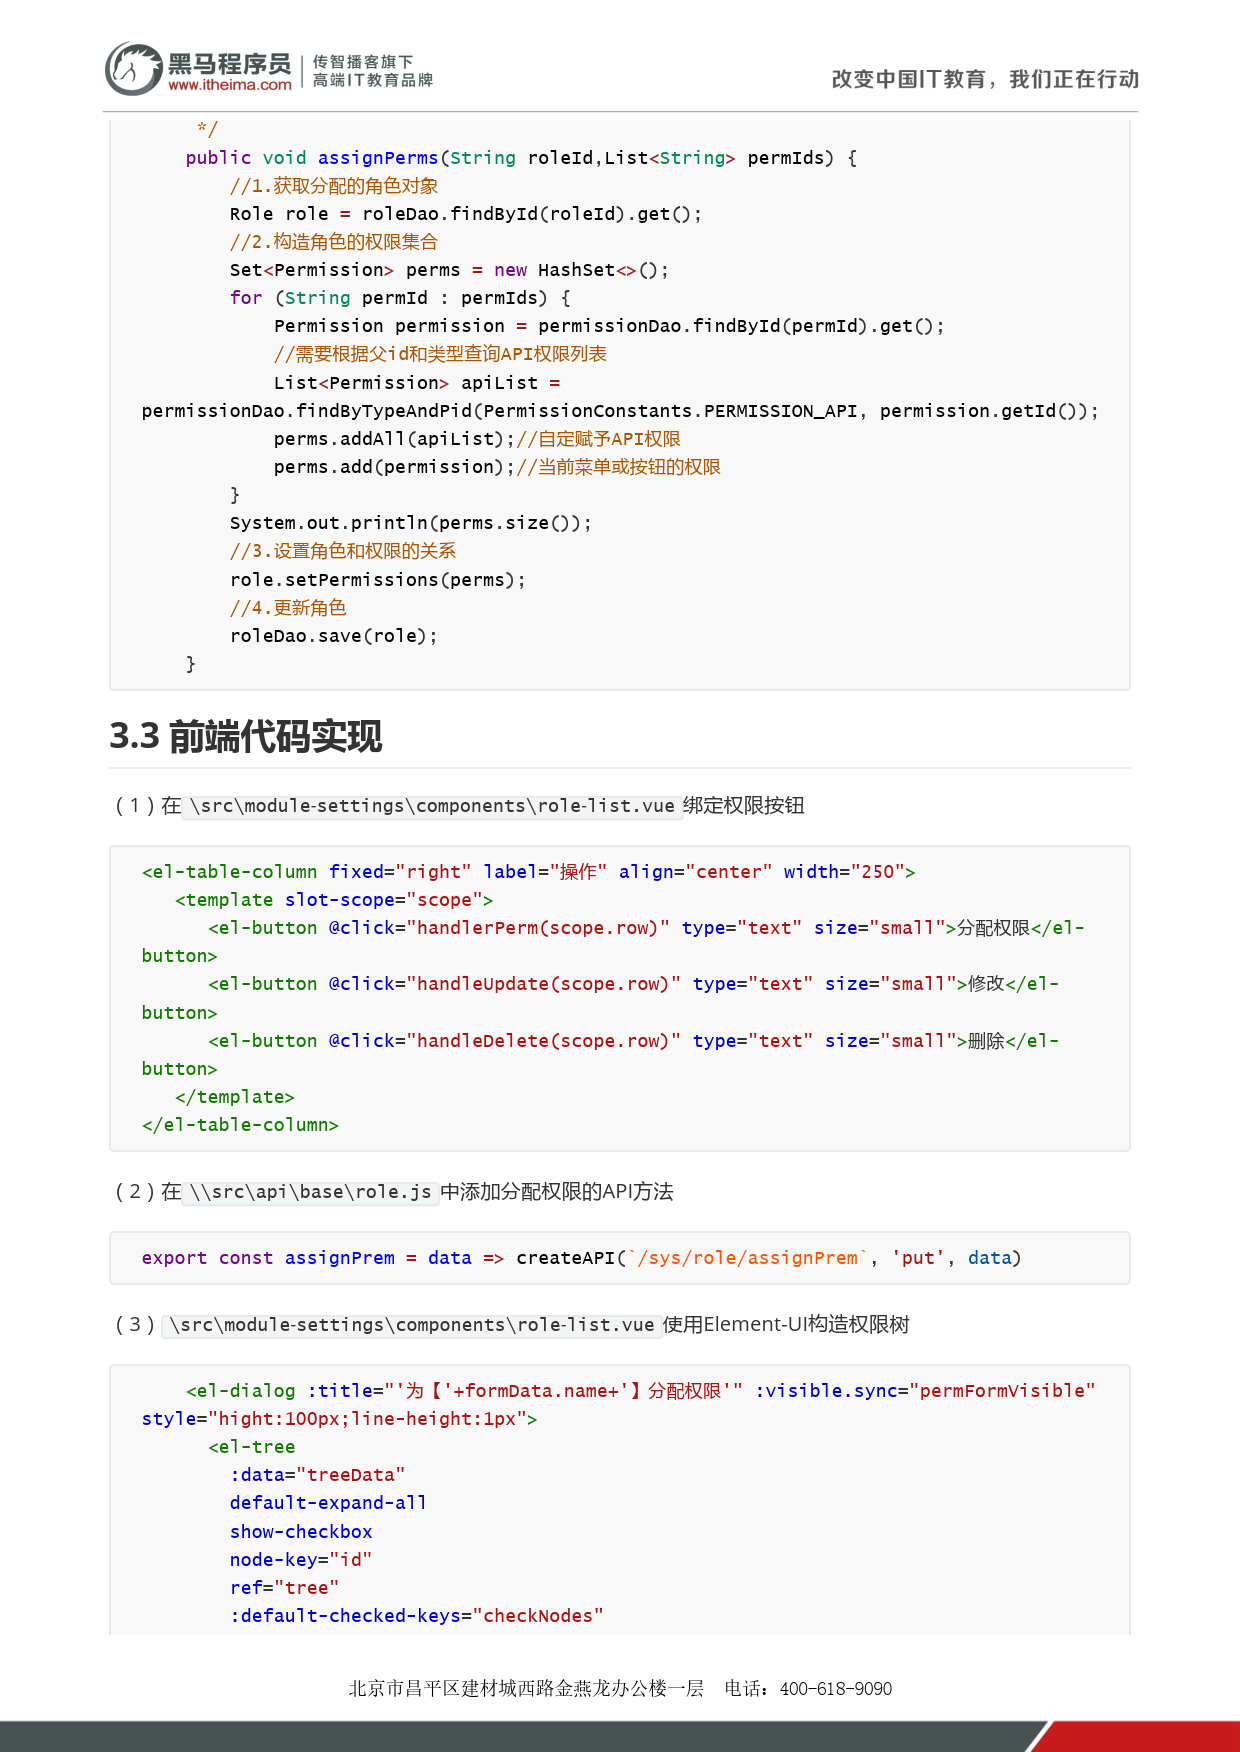 黑马程序员
www.itheima.com
传智播客旗下
高端IT教育品牌
改变中国IT教育，我们正在行动
     */
    public void assignPerms(String roleId,List<String> permIds) {
        //1.获取分配的角色对象
        Role role = roleDao.findById(roleId).get();
        //2.构造角色的权限集合
        Set<Permission> perms = new HashSet<>();
        for (String permId : permIds) {
            Permission permission = permissionDao.findById(permId).get();
            //需要根据父id和类型查询API权限列表
            List<Permission> apiList =
permissionDao.findByTypeAndPid(PermissionConstants.PERMISSION_API, permission.getId());
            perms.addAll(apiList);//自定赋予API权限
            perms.add(permission);//当前菜单或按钮的权限
        }
        System.out.println(perms.size());
        //3.设置角色和权限的关系
        role.setPermissions(perms);
        //4.更新角色
        roleDao.save(role);
    }
3.3 前端代码实现
（1）在 \src\module-settings\components\role-list.vue 绑定权限按钮
<el-table-column fixed="right" label="操作" align="center" width="250">
   <template slot-scope="scope">
      <el-button @click="handlerPerm(scope.row)" type="text" size="small">分配权限</el-
button>
      <el-button @click="handleUpdate(scope.row)" type="text" size="small">修改</el-
button>
      <el-button @click="handleDelete(scope.row)" type="text" size="small">删除</el-
button>
   </template>
</el-table-column>
（2）在 \\src\api\base\role.js 中添加分配权限的API方法
export const assignPrem = data => createAPI(`/sys/role/assignPrem`, 'put', data)
（3） \src\module-settings\components\role-list.vue 使用Element-UI构造权限树
    <el-dialog :title="'为【'+formData.name+'】分配权限'" :visible.sync="permFormVisible"
style="hight:100px;line-height:1px">
      <el-tree
        :data="treeData"
        default-expand-all
        show-checkbox
        node-key="id"
        ref="tree"
        :default-checked-keys="checkNodes"
北京市昌平区建材城西路金燕龙办公楼一层 电话：400-618-9090